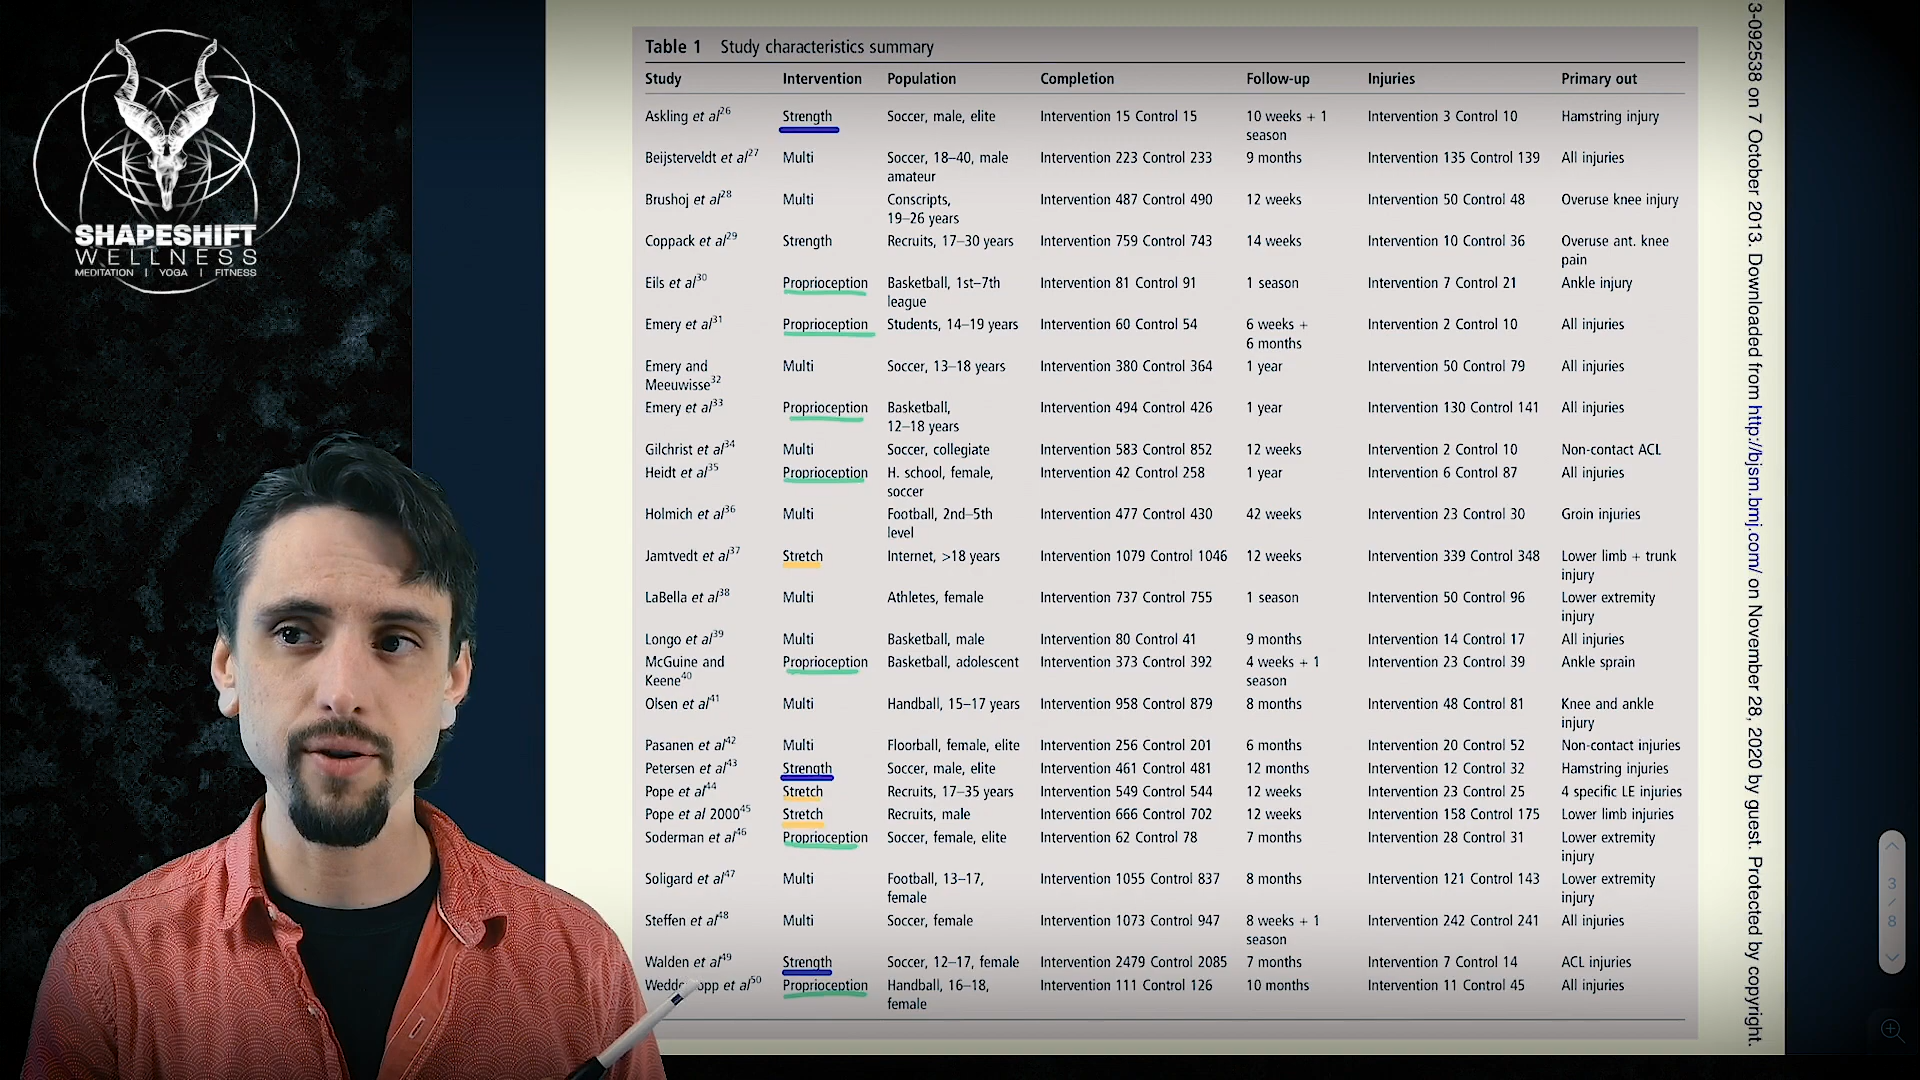 SHAPESHIFT
WELLNESS
MEDITATION | YOGA | FITNESS
Table 1 Study characteristics summary
Study Intervention Population Completion Follow-up Injuries Primary out
Askling et al26 Strength Soccer, male, elite Intervention 15 Control 15 10 weeks + 1 Intervention 3 Control 10 Hamstring injury
season
Beijsterveldt et al27 Multi Soccer, 18–40, male Intervention 223 Control 233 9 months Intervention 135 Control 139 All injuries
amateur
Brushoj et al28 Multi Conscripts, Intervention 487 Control 490 12 weeks Intervention 50 Control 48 Overuse knee injury
19–26 years
Coppack et al29 Strength Recruits, 17–30 years Intervention 759 Control 743 14 weeks Intervention 10 Control 36 Overuse ant. knee
pain
Eils et al30 Proprioception Basketball, 1st–7th Intervention 81 Control 91 1 season Intervention 7 Control 21 Ankle injury
league
Emery et al31 Proprioception Students, 14–19 years Intervention 60 Control 54 6 weeks + Intervention 2 Control 10 All injuries
6 months
Emery and Multi Soccer, 13–18 years Intervention 380 Control 364 1 year Intervention 50 Control 79 All injuries
Meeuwisse32
Emery et al33 Proprioception Basketball, Intervention 494 Control 426 1 year Intervention 130 Control 141 All injuries
12–18 years
Gilchrist et al34 Multi Soccer, collegiate Intervention 583 Control 852 12 weeks Intervention 2 Control 10 Non-contact ACL
Heidt et al35 Proprioception H. school, female, Intervention 42 Control 258 1 year Intervention 6 Control 87 All injuries
soccer
Holmich et al36 Multi Football, 2nd–5th Intervention 477 Control 430 42 weeks Intervention 23 Control 30 Groin injuries
level
Jamtvedt et al37 Stretch Internet, >18 years Intervention 1079 Control 1046 12 weeks Intervention 339 Control 348 Lower limb + trunk
injury
LaBella et al38 Multi Athletes, female Intervention 737 Control 755 1 season Intervention 50 Control 96 Lower extremity
injury
Longo et al39 Multi Basketball, male Intervention 80 Control 41 9 months Intervention 14 Control 17 All injuries
McGuine and Proprioception Basketball, adolescent Intervention 373 Control 392 4 weeks + 1 Intervention 23 Control 39 Ankle sprain
Keene40 season
Olsen et al41 Multi Handball, 15–17 years Intervention 958 Control 879 8 months Intervention 48 Control 81 Knee and ankle
injury
Pasanen et al42 Multi Floorball, female, elite Intervention 256 Control 201 6 months Intervention 20 Control 52 Non-contact injuries
Petersen et al43 Strength Soccer, male, elite Intervention 461 Control 481 12 months Intervention 12 Control 32 Hamstring injuries
Pope et al44 Stretch Recruits, 17–35 years Intervention 549 Control 544 12 weeks Intervention 23 Control 25 4 specific LE injuries
Pope et al 200045 Stretch Recruits, male Intervention 666 Control 702 12 weeks Intervention 158 Control 175 Lower limb injuries
Soderman et al46 Proprioception Soccer, female, elite Intervention 62 Control 78 7 months Intervention 28 Control 31 Lower extremity
injury
Soligard et al47 Multi Football, 13–17, Intervention 1055 Control 837 8 months Intervention 121 Control 143 Lower extremity
female injury
Steffen et al48 Multi Soccer, female Intervention 1073 Control 947 8 weeks + 1 Intervention 242 Control 241 All injuries
season
Walden et al49 Strength Soccer, 12–17, female Intervention 2479 Control 2085 7 months Intervention 7 Control 14 ACL injuries
et al50 Proprioception Handball, 16–18, Intervention 111 Control 126 10 months Intervention 11 Control 45 All injuries
female
3-092538 on 7 October 2013. Downloaded from http://bjsm.bmj.com/ on November 28, 2020 by guest. Protected by copyright.
3
/
8